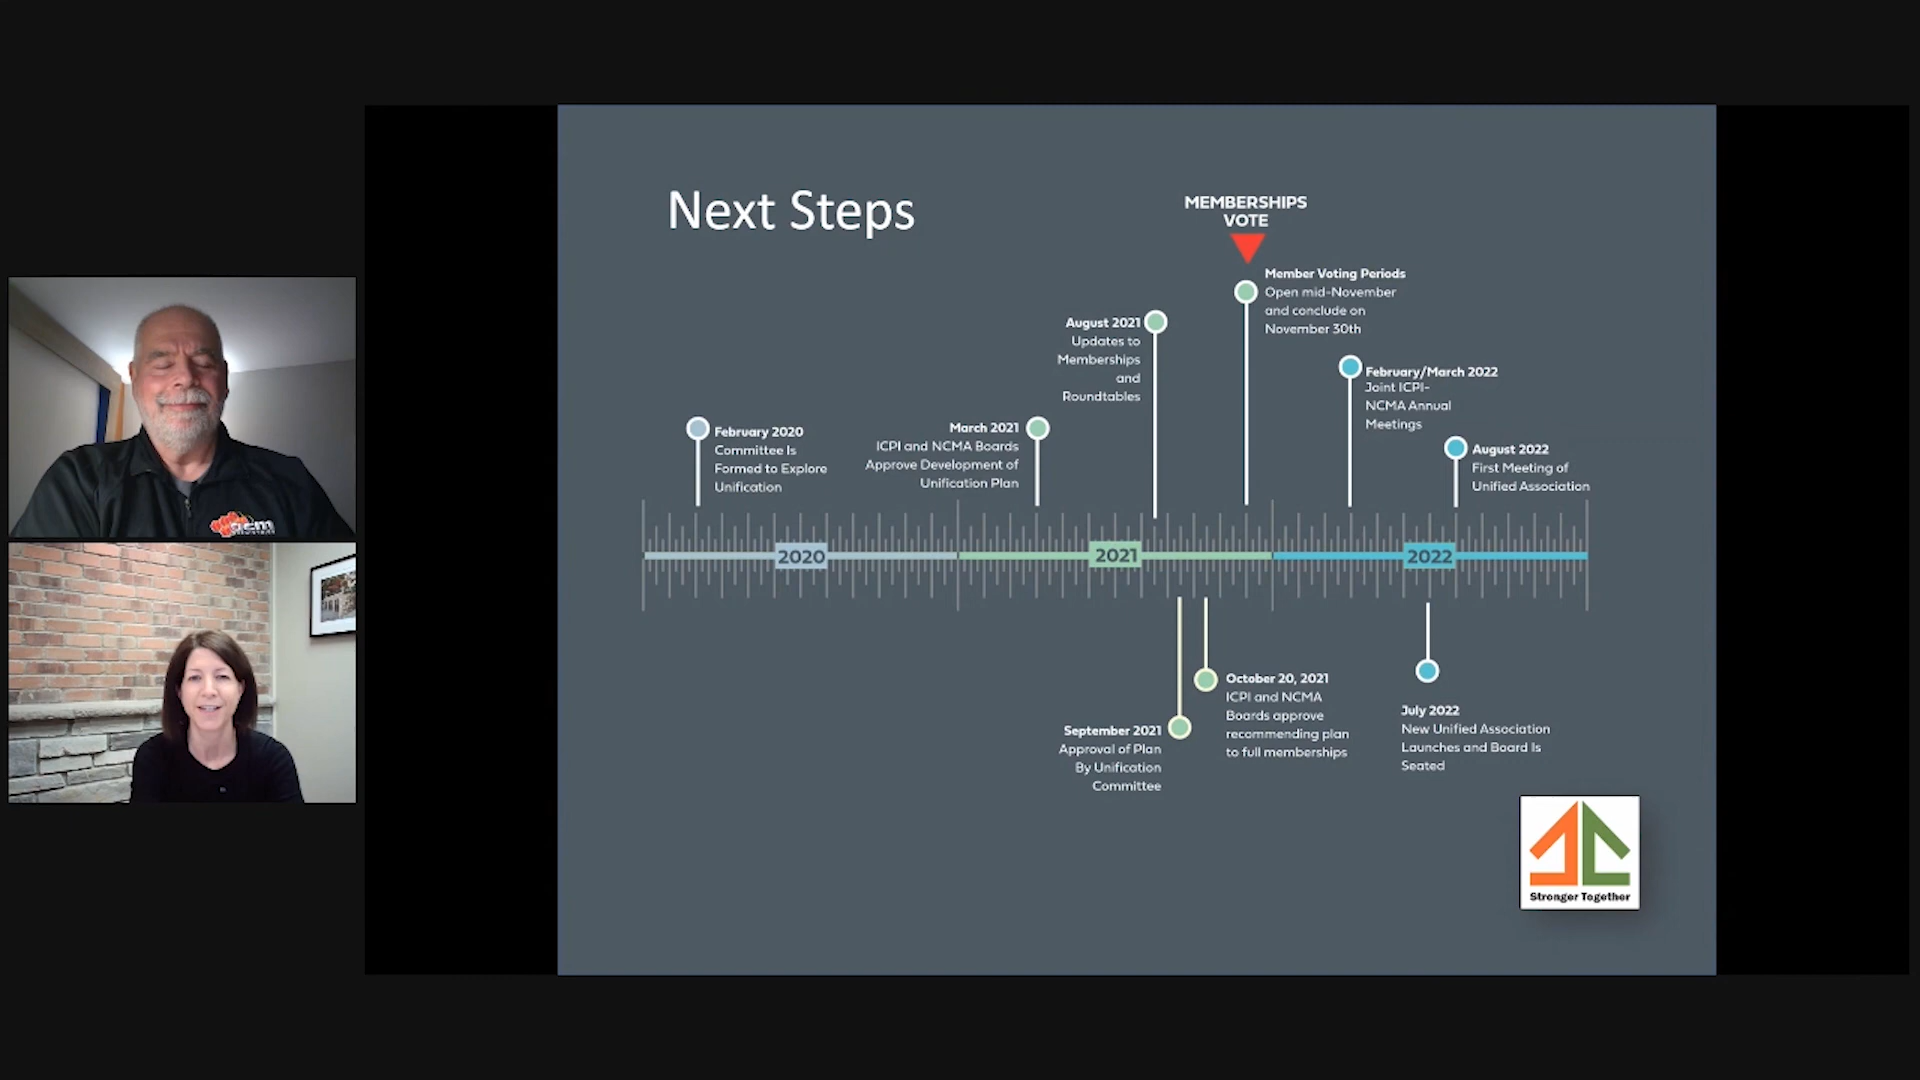 Next Steps
MEMBERSHIPS
VOTE
Member Voting Periods
Open mid-November
and conclude on
November 30th
August 2021
Updates to
Memberships
and
Roundtables
February/March 2022
Joint ICPI-
NCMA Annual
Meetings
February 2020
Committee Is
Formed to Explore
Unification
March 2021
ICPI and NCMA Boards
Approve Development of
Unification Plan
August 2022
First Meeting of
Unified Association
2020
2021
2022
September 2021
Approval of Plan
By Unification
Committee
October 20, 2021
ICPI and NCMA
Boards approve
recommending plan
to full memberships
July 2022
New Unified Association
Launches and Board Is
Seated
Stronger Together